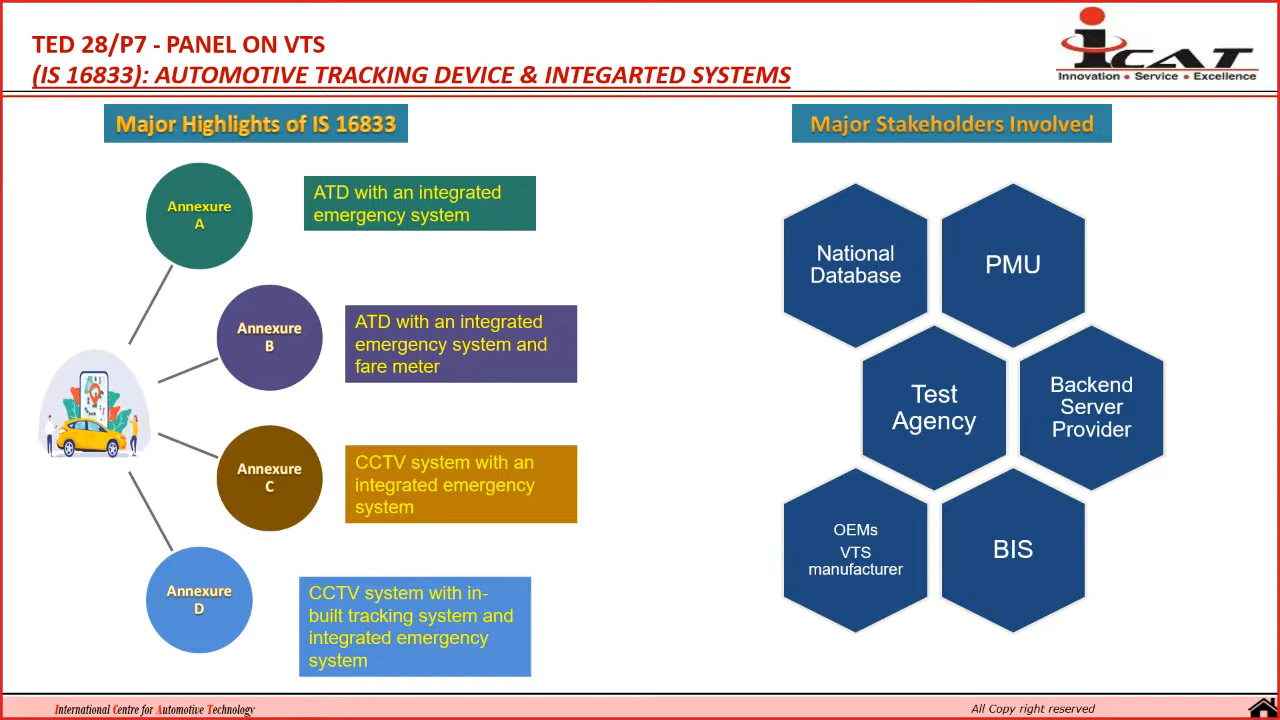 TED 28/P7 - PANEL ON VTS
(IS 16833): AUTOMOTIVE TRACKING DEVICE & INTEGARTED SYSTEMS
iCAT
Innovation • Service • Excellence
Major Highlights of IS 16833
Annexure
A
ATD with an integrated
emergency system
Annexure
B
ATD with an integrated
emergency system and
fare meter
Annexure
C
CCTV system with an
integrated emergency
system
Annexure
D
CCTV system with in-
built tracking system and
integrated emergency
system
Major Stakeholders Involved
National
Database
PMU
Test
Agency
Backend
Server
Provider
OEMs
VTS
manufacturer
BIS
International Centre for Automotive Technology
All Copy right reserved